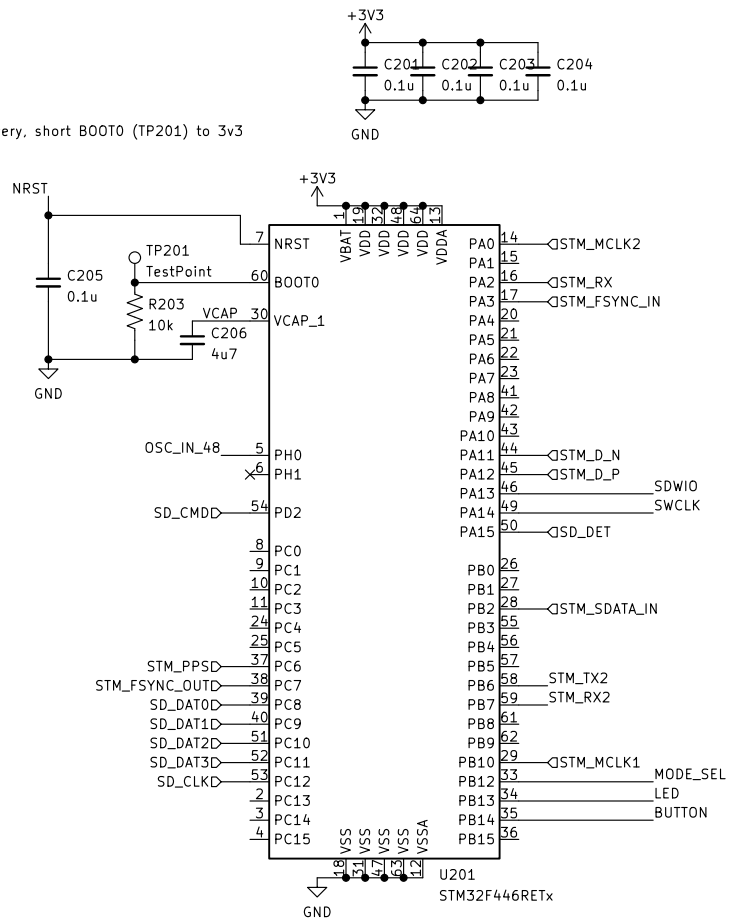 +3V3
C201 C202 C203 C204
0.1u 0.1u 0.1u 0.1u
GND
ery, short BOOT0 (TP201) to 3v3
NRST
+3V3
1 19 32 48 64 13
VBAT VDD VDD VDD VDD VDDA
7 NRST
TP201
TestPoint
60 BOOT0
C205
0.1u
R203
10k
VCAP 30 VCAP_1
C206
4u7
GND
OSC_IN_48 5 PH0
6 PH1
SD_CMD 54 PD2
8 PC0
9 PC1
10 PC2
11 PC3
24 PC4
25 PC5
STM_PPS 37 PC6
STM_FSYNC_OUT 38 PC7
SD_DAT0 39 PC8
SD_DAT1 40 PC9
SD_DAT2 51 PC10
SD_DAT3 52 PC11
SD_CLK 53 PC12
2 PC13
3 PC14
4 PC15
PA0 14 STM_MCLK2
PA1 15
PA2 16 STM_RX
PA3 17 STM_FSYNC_IN
PA4 20
PA5 21
PA6 22
PA7 23
PA8 41
PA9 42
PA10 43
PA11 44 STM_D_N
PA12 45 STM_D_P
PA13 46 SDWIO
PA14 49 SWCLK
PA15 50 SD_DET
PB0 26
PB1 27
PB2 28 STM_SDATA_IN
PB3 55
PB4 56
PB5 57
PB6 58 STM_TX2
PB7 59 STM_RX2
PB8 61
PB9 62
PB10 29 STM_MCLK1
PB12 33 MODE_SEL
PB13 34 LED
PB14 35 BUTTON
PB15 36
VSS VSS VSS VSS VSSA
18 31 47 63 12
GND
U201
STM32F446RETx